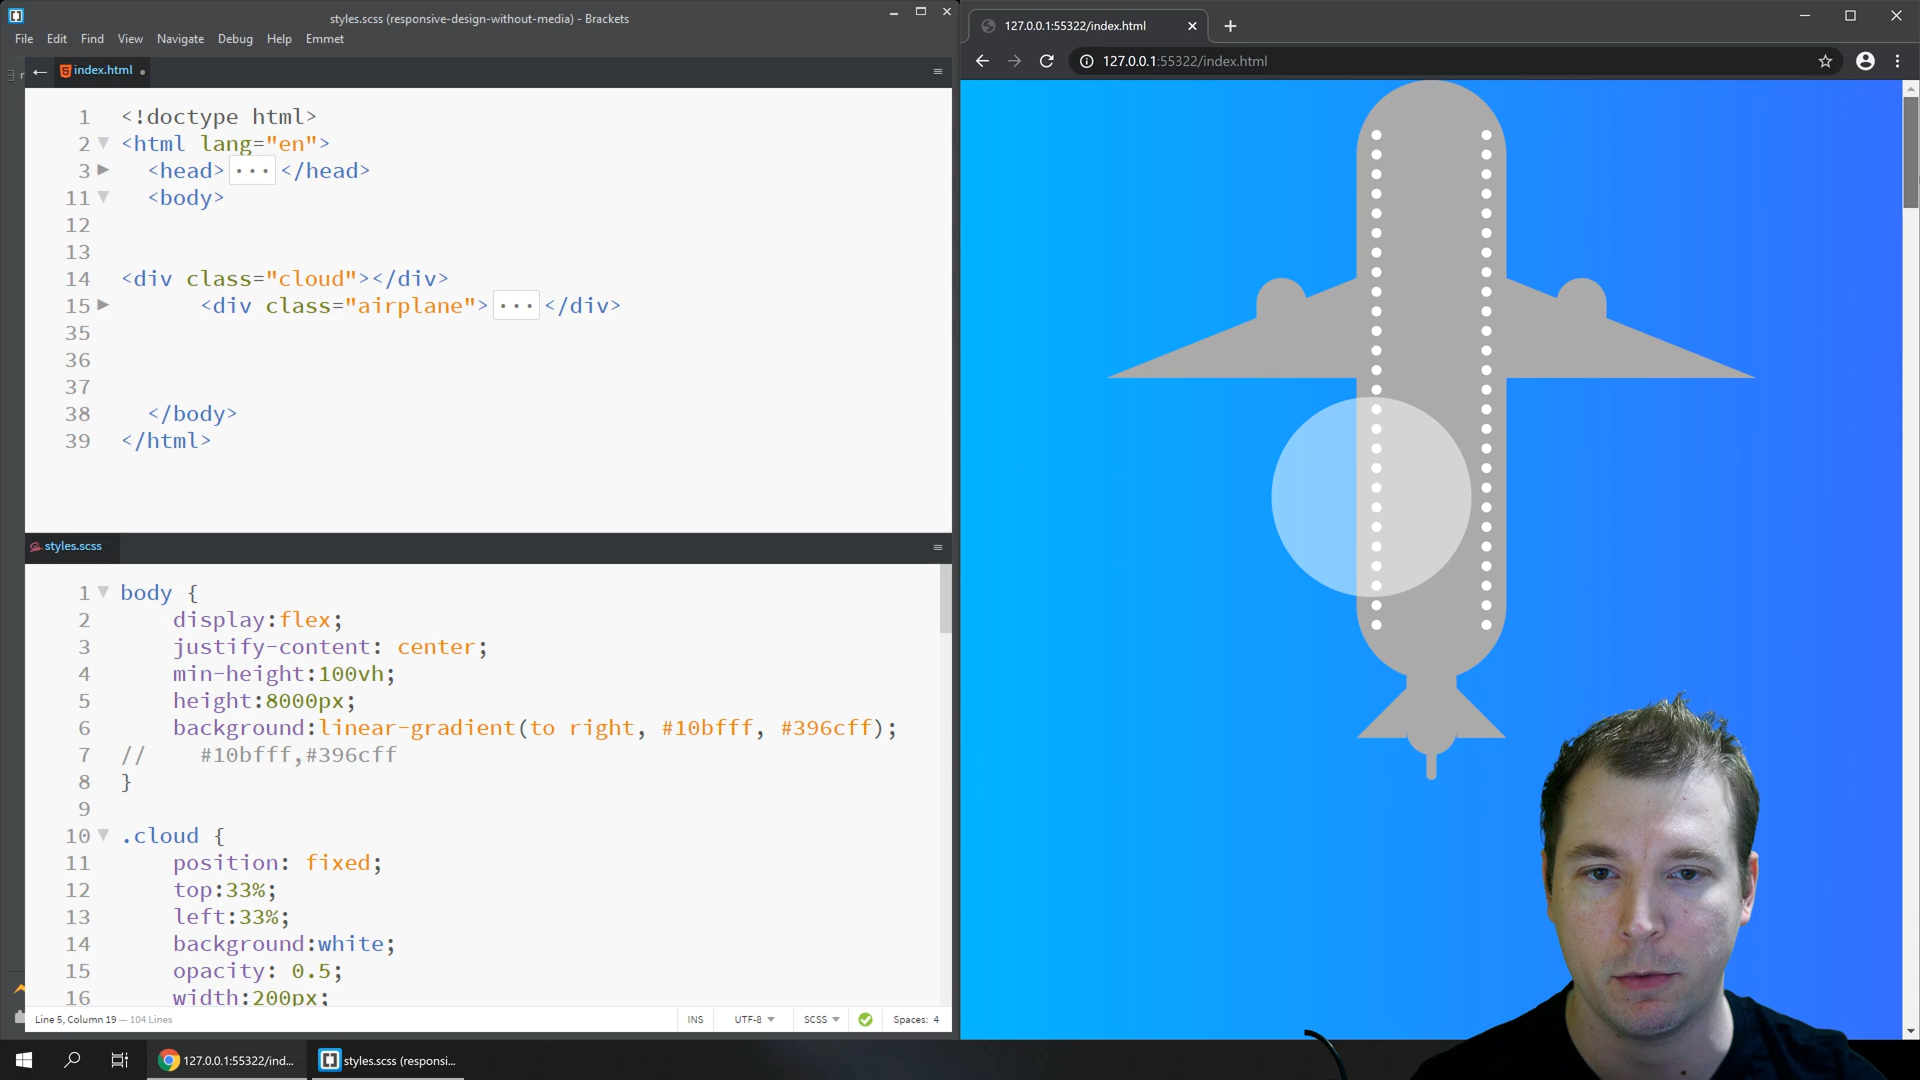 styles.scss (responsive-design-without-media) - Brackets
File Edit Find View Navigate Debug Help Emmet
index.html
1 <!doctype html>
2 <html lang="en">
3 <head> ... </head>
11 <body>
12
13
14 <div class="cloud"></div>
15 <div class="airplane"> ... </div>
35
36
37
38 </body>
39 </html>
styles.scss
1 body {
2 display:flex;
3 justify-content: center;
4 min-height:100vh;
5 height:8000px;
6 background:linear-gradient(to right, #10bfff, #396cff);
7 // #10bfff,#396cff
8 }
9
10 .cloud {
11 position: fixed;
12 top:33%;
13 left:33%;
14 background:white;
15 opacity: 0.5;
16 width:200px;
Line 5, Column 19 — 104 Lines
INS UTF-8 SCSS Spaces: 4
127.0.0.1:55322/index.html
127.0.0.1:55322/index.html
127.0.0.1:55322/ind...
styles.scss (responsi...